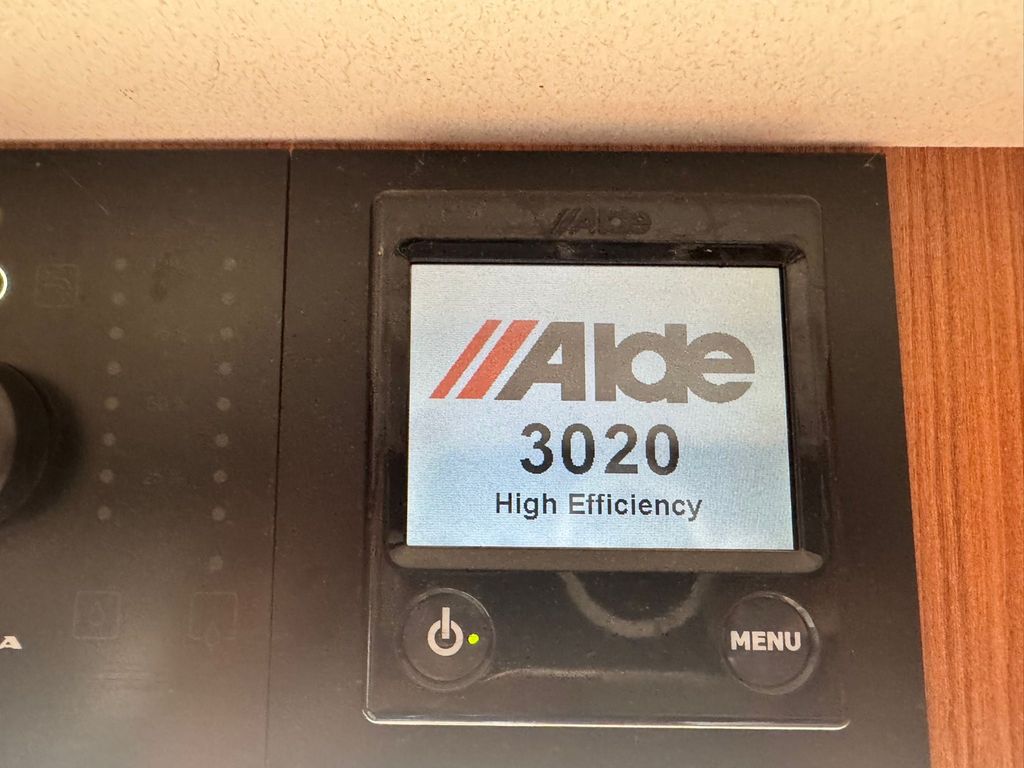 Alde
Alde
3020
High Efficiency
MENU
A